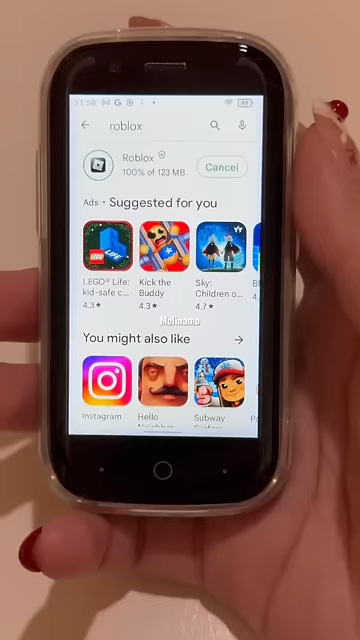 11:58
roblox
Roblox
100% of 123 MB
Cancel
Ads • Suggested for you
LEGO® Life:
kid-safe c...
4.3★
Kick the
Buddy
4.3★
Sky:
Children o...
4.7★
Melinamo
You might also like
Instagram
Hello
Neighbor
Subway
Surfers